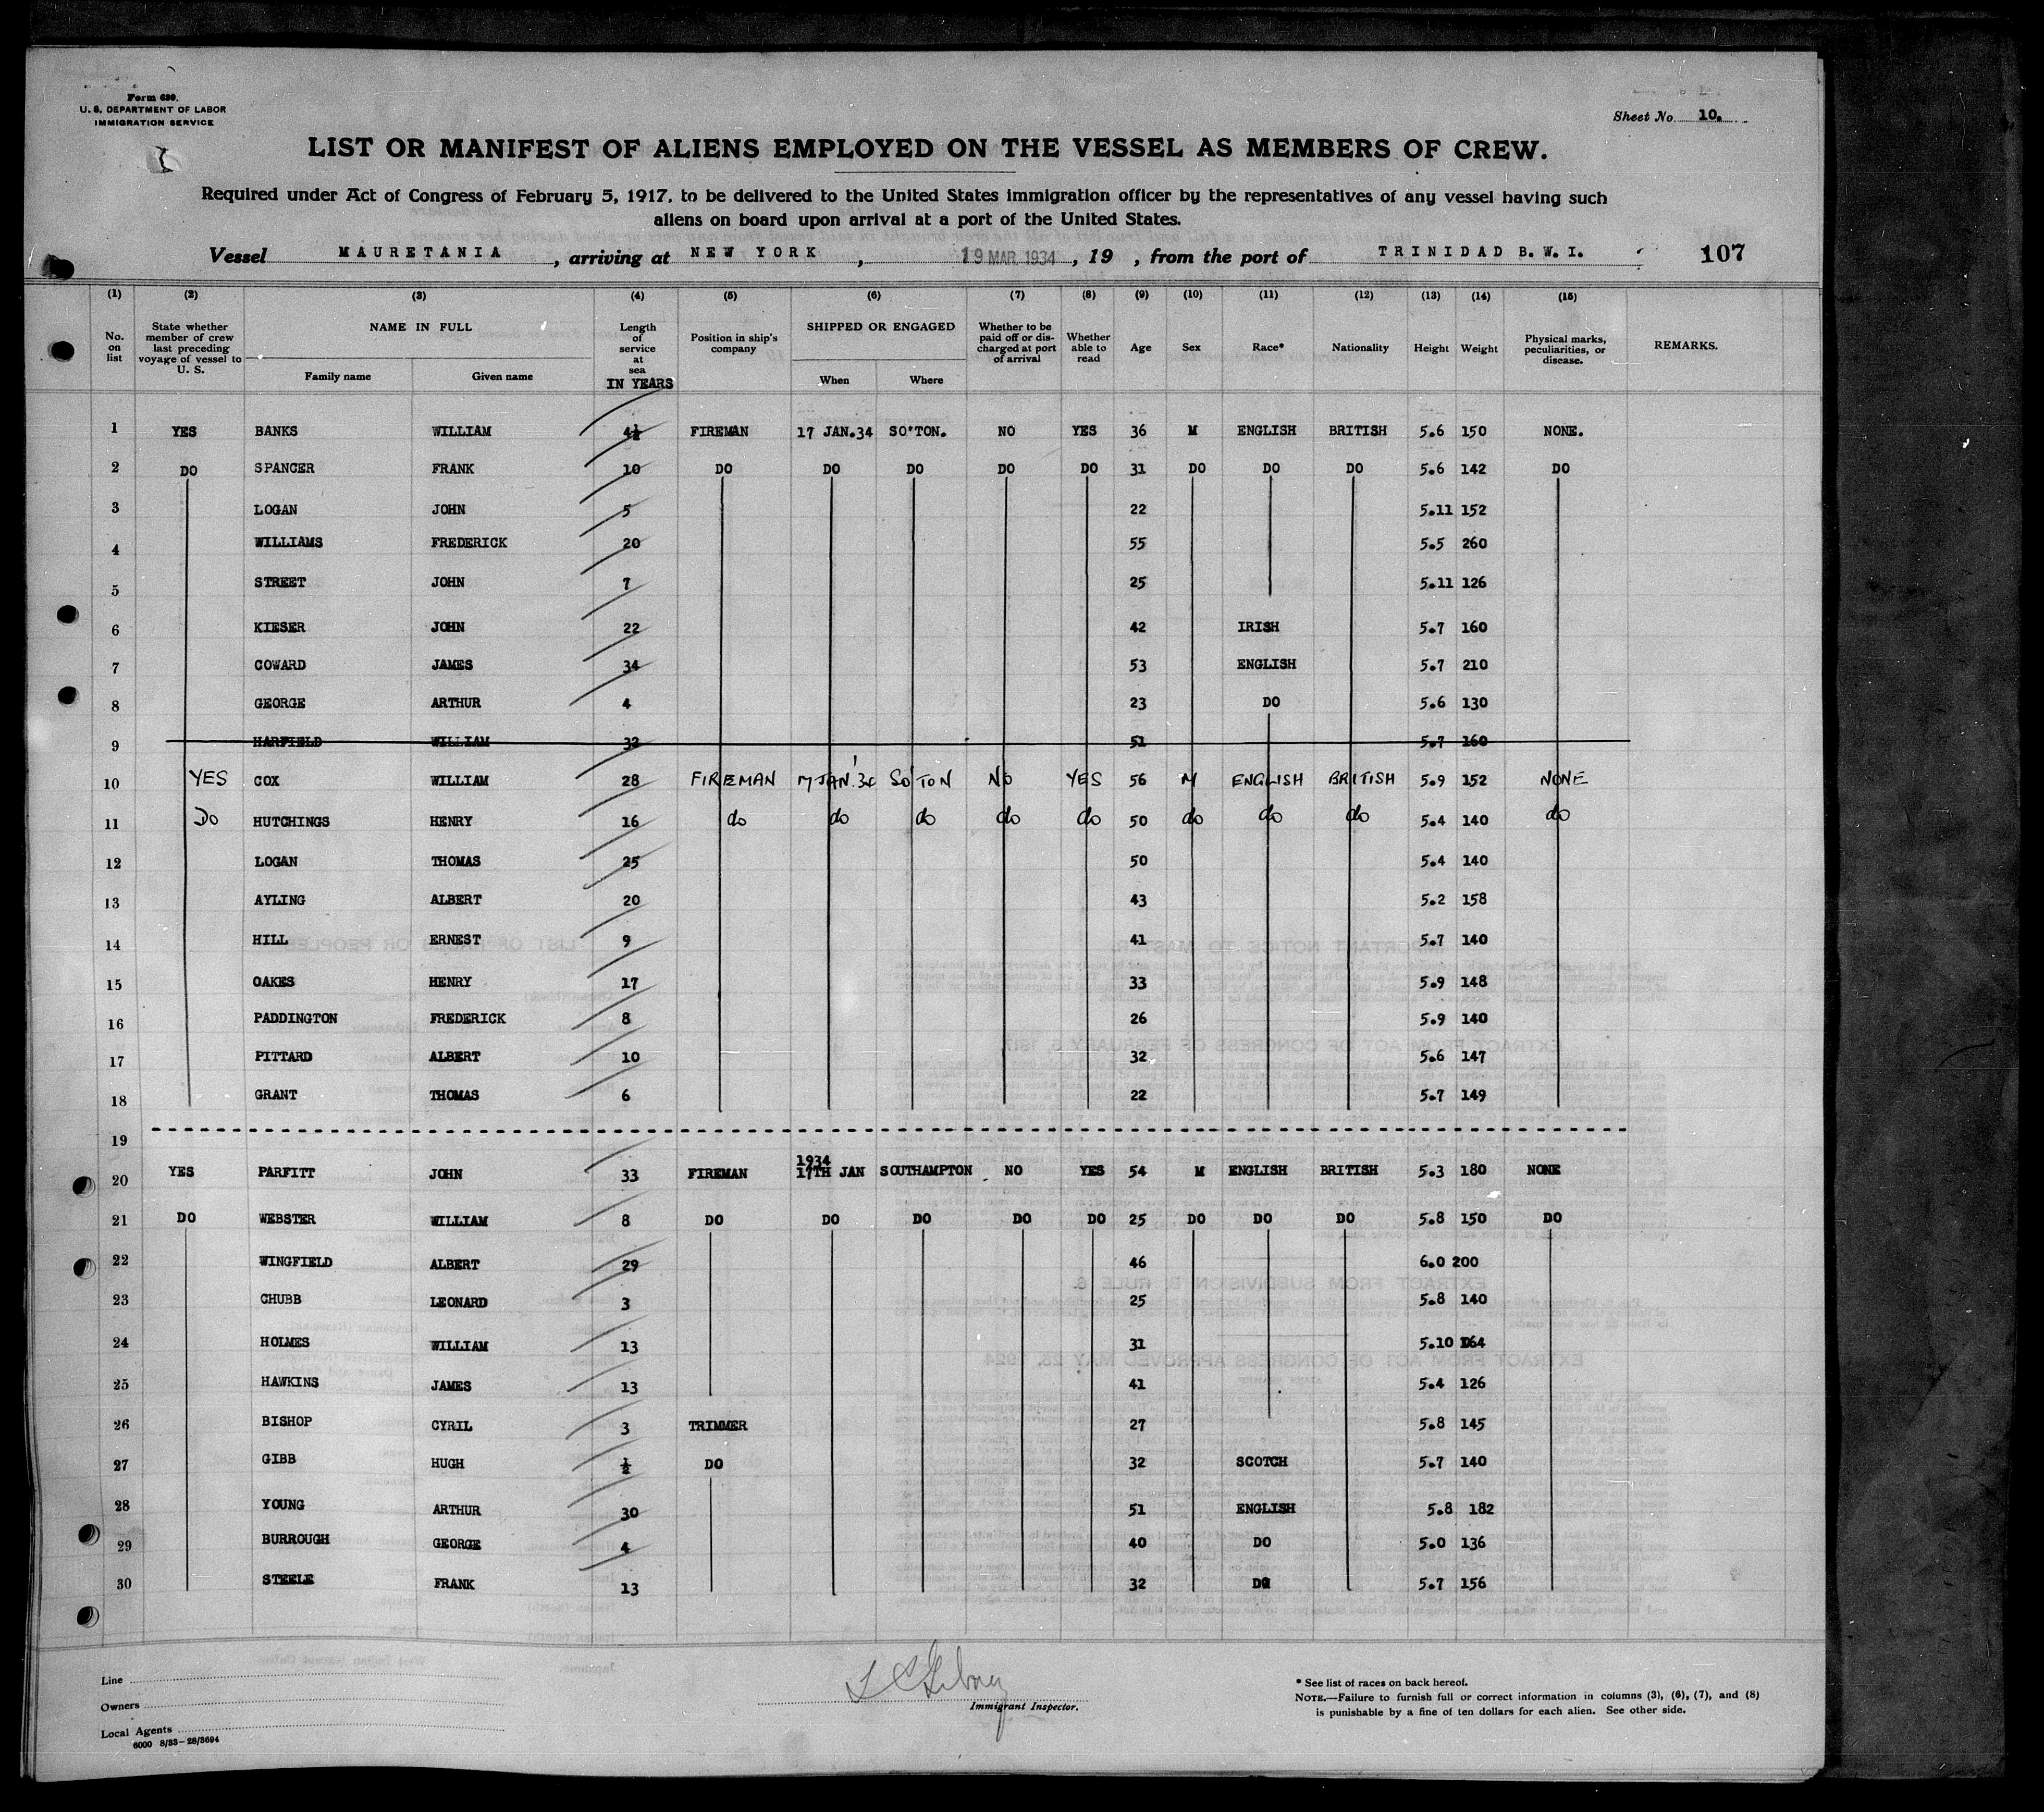 Form 680.
U. S. DEPARTMENT OF LABOR
IMMIGRATION SERVICE
Sheet No. 10.
LIST OR MANIFEST OF ALIENS EMPLOYED ON THE VESSEL AS MEMBERS OF CREW.
Required under Act of Congress of February 5, 1917, to be delivered to the United States immigration officer by the representatives of any vessel having such
aliens on board upon arrival at a port of the United States.
Vessel MAURETANIA, arriving at NEW YORK, 19 MAR. 1934, 19 , from the port of TRINIDAD B.W.I. 107
(1) (2) (3) (4) (5) (6) (7) (8) (9) (10) (11) (12) (13) (14) (15)
No. on list State whether member of crew last preceding voyage of vessel to U. S. NAME IN FULL Family name Given name Length of service at sea IN YEARS Position in ship's company SHIPPED OR ENGAGED When Where Whether to be paid off or discharged at port of arrival Whether able to read Age Sex Race* Nationality Height Weight Physical marks, peculiarities, or disease. REMARKS.
1 YES BANKS WILLIAM 4½ FIREMAN 17 JAN.34 SO'TON. NO YES 36 M ENGLISH BRITISH 5.6 150 NONE.
2 DO SPANCER FRANK 10 DO DO DO DO DO 31 DO DO DO 5.6 142 DO
3 LOGAN JOHN 5 22 5.11 152
4 WILLIAMS FREDERICK 20 55 5.5 260
5 STREET JOHN 7 25 5.11 126
6 KIESER JOHN 22 42 IRISH 5.7 160
7 COWARD JAMES 34 53 ENGLISH 5.7 210
8 GEORGE ARTHUR 4 23 DO 5.6 130
9 HARFIELD WILLIAM 32 51 5.7 160
10 YES COX WILLIAM 28 FIREMAN 17 JAN.'34 SO'TON NO YES 56 M ENGLISH BRITISH 5.9 152 NONE
11 Do HUTCHINGS HENRY 16 do do do do do 50 do do do 5.4 140 do
12 LOGAN THOMAS 25 50 5.4 140
13 AYLING ALBERT 20 43 5.2 158
14 HILL ERNEST 9 41 5.7 140
15 OAKES HENRY 17 33 5.9 148
16 PADDINGTON FREDERICK 8 26 5.9 140
17 PITTARD ALBERT 10 32 5.6 147
18 GRANT THOMAS 6 22 5.7 149
19
20 YES PARFITT JOHN 33 FIREMAN 1934 17TH JAN SOUTHAMPTON NO YES 54 M ENGLISH BRITISH 5.3 180 NONE
21 DO WEBSTER WILLIAM 8 DO DO DO DO DO 25 DO DO DO 5.8 150 DO
22 WINGFIELD ALBERT 29 46 6.0 200
23 CHUBB LEONARD 3 25 5.8 140
24 HOLMES WILLIAM 13 31 5.10 164
25 HAWKINS JAMES 13 41 5.4 126
26 BISHOP CYRIL 3 TRIMMER 27 5.8 145
27 GIBB HUGH ½ DO 32 SCOTCH 5.7 140
28 YOUNG ARTHUR 30 51 ENGLISH 5.8 182
29 BURROUGH GEORGE 4 40 DO 5.0 136
30 STEELE FRANK 13 32 DO 5.7 156
Line
Owners
Local Agents
6000 8/33–28/3694
Immigrant Inspector.
* See list of races on back hereof.
NOTE.—Failure to furnish full or correct information in columns (3), (6), (7), and (8)
is punishable by a fine of ten dollars for each alien. See other side.